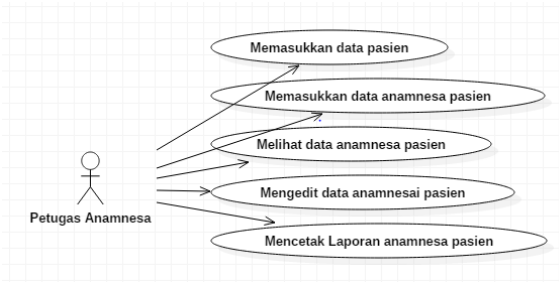 Memasukkan data pasien
Memasukkan data anamnesa pasien
Melihat data anamnesa pasien
Mengedit data anamnesai pasien
Petugas Anamnesa
Mencetak Laporan anamnesa pasien